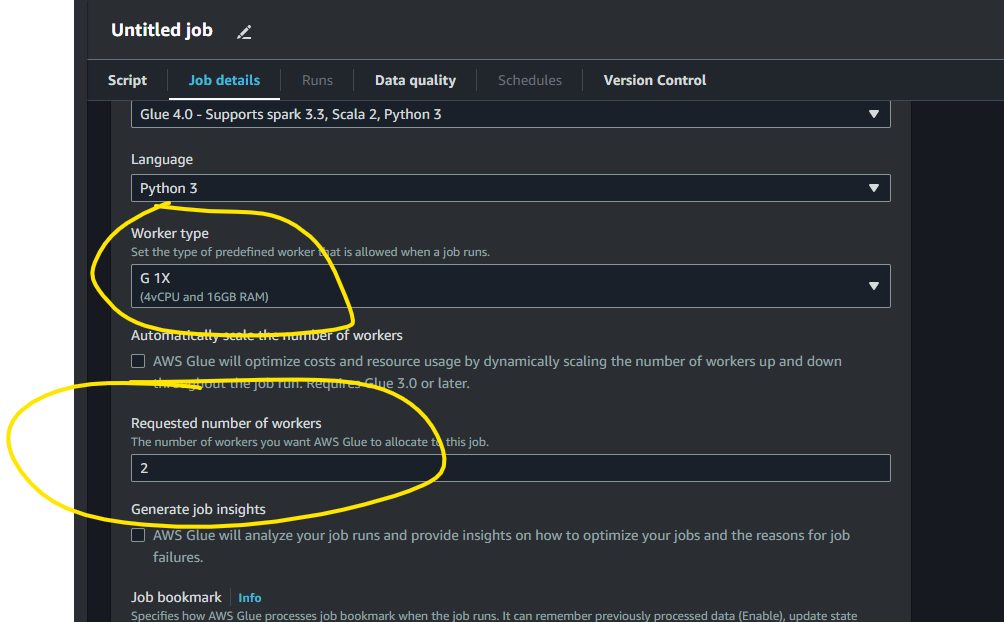 Untitled job
Script Job details Runs Data quality Schedules Version Control
Glue 4.0 - Supports spark 3.3, Scala 2, Python 3
Language
Python 3
Worker type
Set the type of predefined worker that is allowed when a job runs.
G 1X
(4vCPU and 16GB RAM)
Automatically scale the number of workers
AWS Glue will optimize costs and resource usage by dynamically scaling the number of workers up and down
throughout the job run. Requires Glue 3.0 or later.
Requested number of workers
The number of workers you want AWS Glue to allocate to this job.
2
Generate job insights
AWS Glue will analyze your job runs and provide insights on how to optimize your jobs and the reasons for job
failures.
Job bookmark Info
Specifies how AWS Glue processes job bookmark when the job runs. It can remember previously processed data (Enable), update state